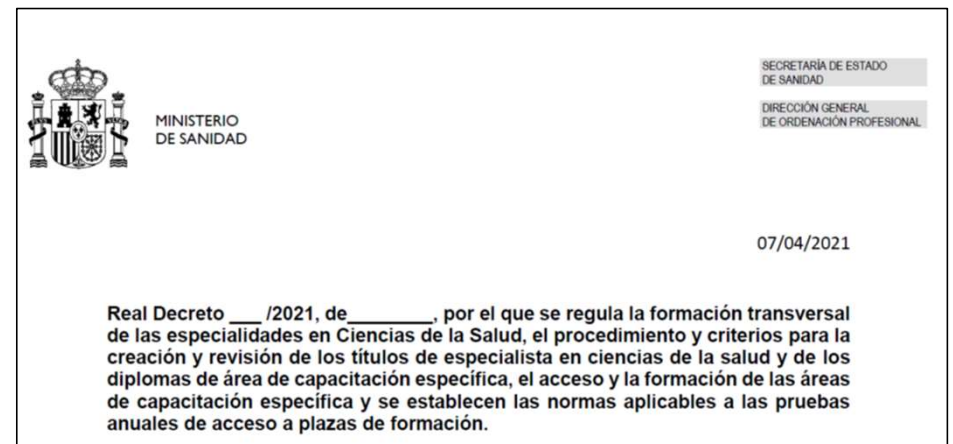 SECRETARÍA DE ESTADO
DE SANIDAD
MINISTERIO
DE SANIDAD
DIRECCIÓN GENERAL
DE ORDENACIÓN PROFESIONAL
07/04/2021
Real Decreto ___ /2021, de________, por el que se regula la formación transversal
de las especialidades en Ciencias de la Salud, el procedimiento y criterios para la
creación y revisión de los títulos de especialista en ciencias de la salud y de los
diplomas de área de capacitación específica, el acceso y la formación de las áreas
de capacitación específica y se establecen las normas aplicables a las pruebas
anuales de acceso a plazas de formación.